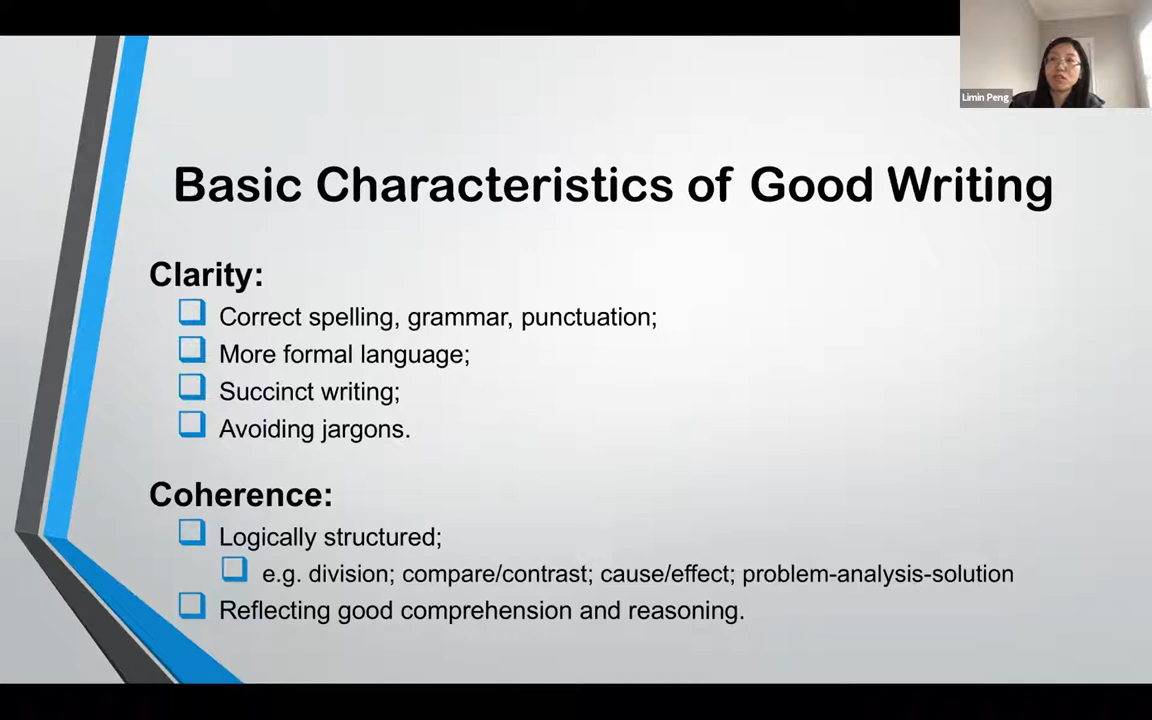 Limin Peng
Basic Characteristics of Good Writing
Clarity:
Correct spelling, grammar, punctuation;
More formal language;
Succinct writing;
Avoiding jargons.
Coherence:
Logically structured;
e.g. division; compare/contrast; cause/effect; problem-analysis-solution
Reflecting good comprehension and reasoning.